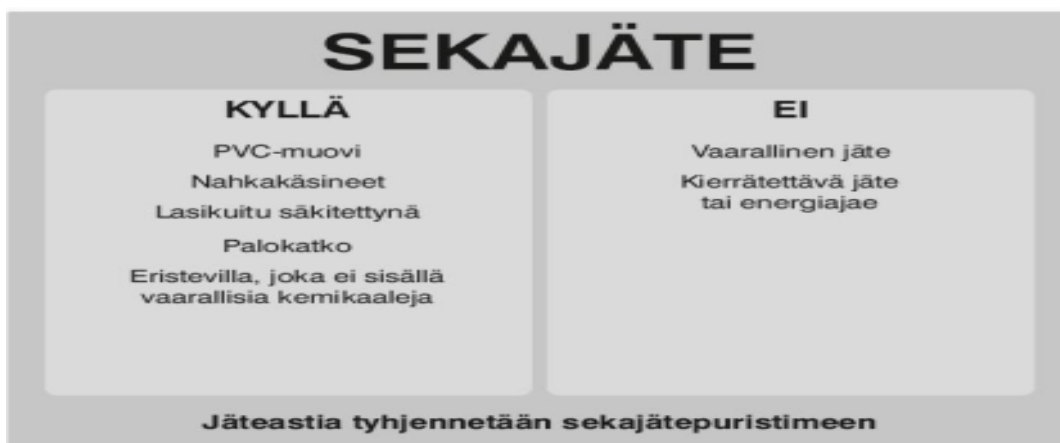 SEKAJÄTE
KYLLÄ
PVC-muovi
Nahkakäsineet
Lasikuitu säkitettynä
Palokatko
Eristevilla, joka ei sisällä
vaarallisia kemikaaleja
EI
Vaarallinen jäte
Kierrätettävä jäte
tai energiajae
Jäteastia tyhjennetään sekajätepuristimeen